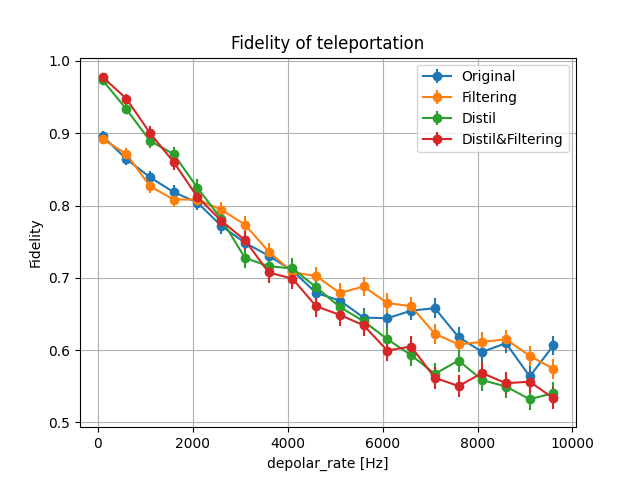 Fidelity of teleportation
1.0
0.9
0.8
0.7
0.6
0.5
Fidelity
Original
Filtering
Distil
Distil&Filtering
0 2000 4000 6000 8000 10000
depolar_rate [Hz]